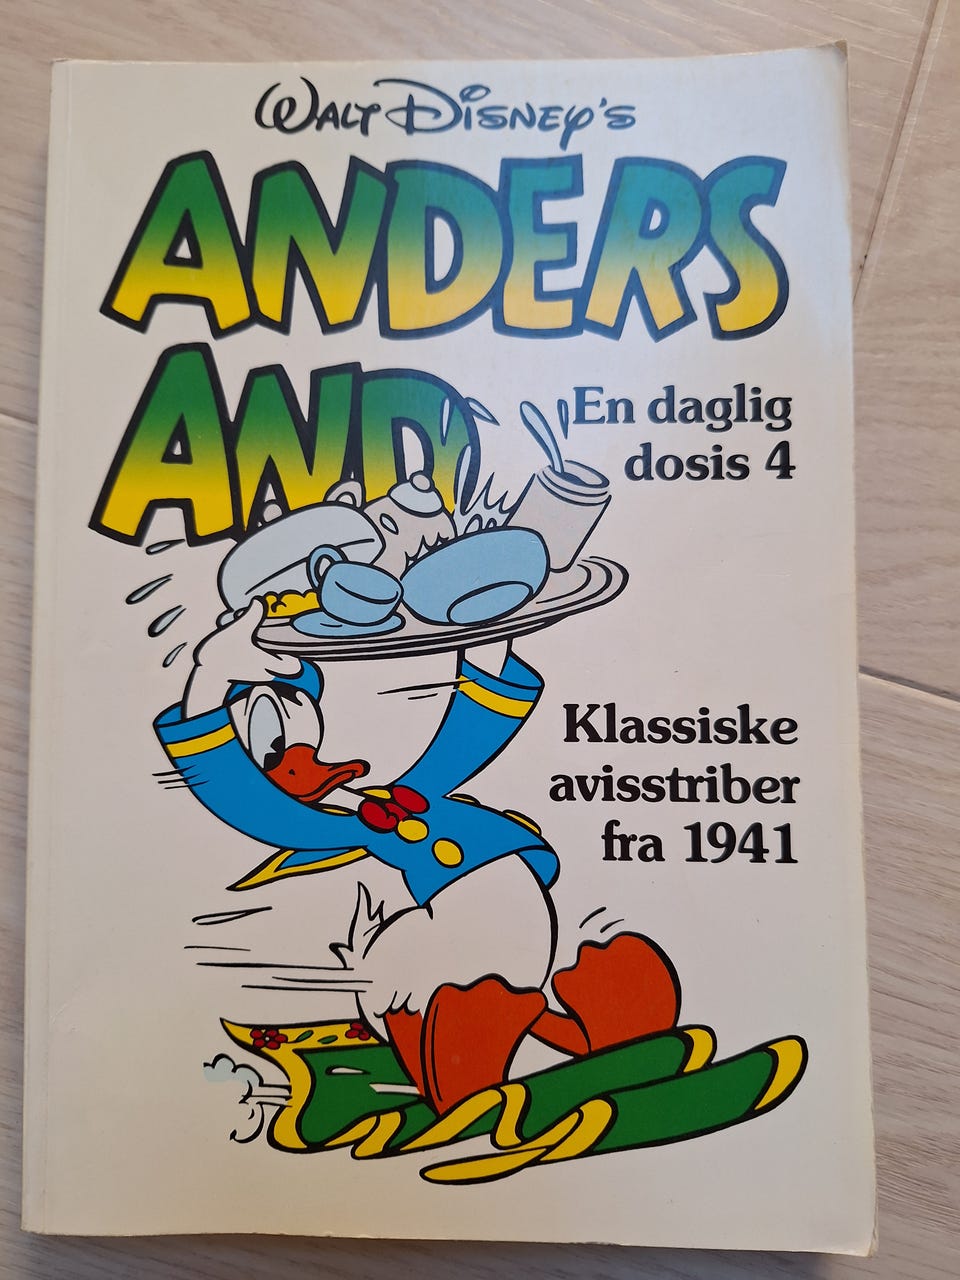 Walt Disney's
ANDERS
AND
En daglig
dosis 4
Klassiske
avisstriber
fra 1941